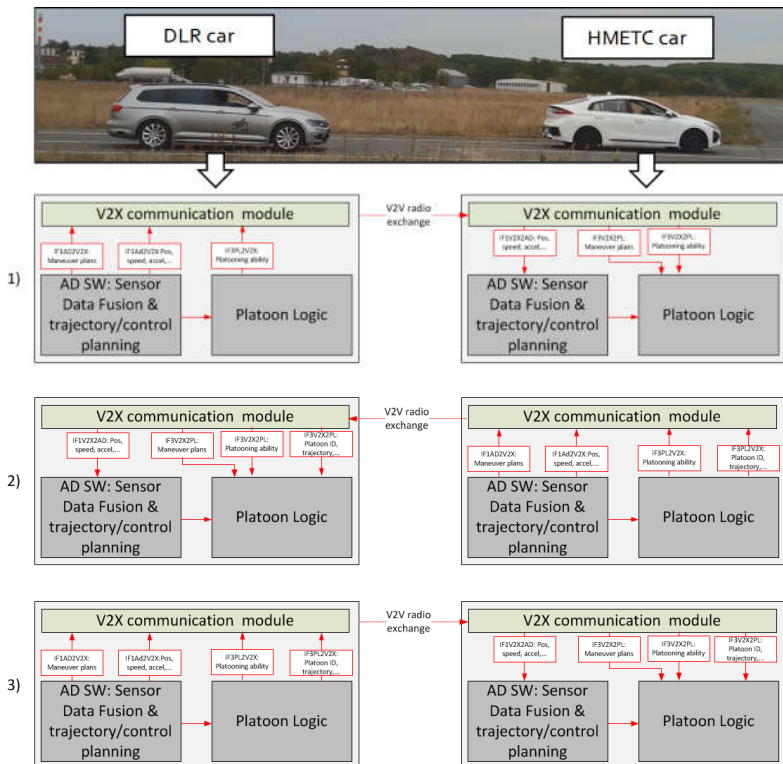 DLR car
HMETC car
V2X communication module
V2V radio
exchange
V2X communication module
IF1AD2V2X:
Maneuver plans
IF1Ad2V2X:Pos,
speed, accel,...
IF3PL2V2X:
Platooning ability
IF1V2X2AD: Pos,
speed, accel,...
IF3V2X2PL:
Maneuver plans
IF3V2X2PL:
Platooning ability
1)
AD SW: Sensor
Data Fusion &
trajectory/control
planning
Platoon Logic
AD SW: Sensor
Data Fusion &
trajectory/control
planning
Platoon Logic
V2X communication module
V2V radio
exchange
V2X communication module
IF1V2X2AD: Pos,
speed, accel,...
IF3V2X2PL:
Maneuver plans
IF3V2X2PL:
Platooning ability
IF3V2X2PL:
Platoon ID,
trajectory,...
IF1AD2V2X:
Maneuver plans
IF1Ad2V2X:Pos,
speed, accel,...
IF3PL2V2X:
Platooning ability
IF3PL2V2X:
Platoon ID,
trajectory,...
2)
AD SW: Sensor
Data Fusion &
trajectory/control
planning
Platoon Logic
AD SW: Sensor
Data Fusion &
trajectory/control
planning
Platoon Logic
V2X communication module
V2V radio
exchange
V2X communication module
IF1AD2V2X:
Maneuver plans
IF1Ad2V2X:Pos,
speed, accel,...
IF3PL2V2X:
Platooning ability
IF3PL2V2X:
Platoon ID,
trajectory,...
IF1V2X2AD: Pos,
speed, accel,...
IF3V2X2PL:
Maneuver plans
IF3V2X2PL:
Platooning ability
IF3V2X2PL:
Platoon ID,
trajectory,...
3)
AD SW: Sensor
Data Fusion &
trajectory/control
planning
Platoon Logic
AD SW: Sensor
Data Fusion &
trajectory/control
planning
Platoon Logic